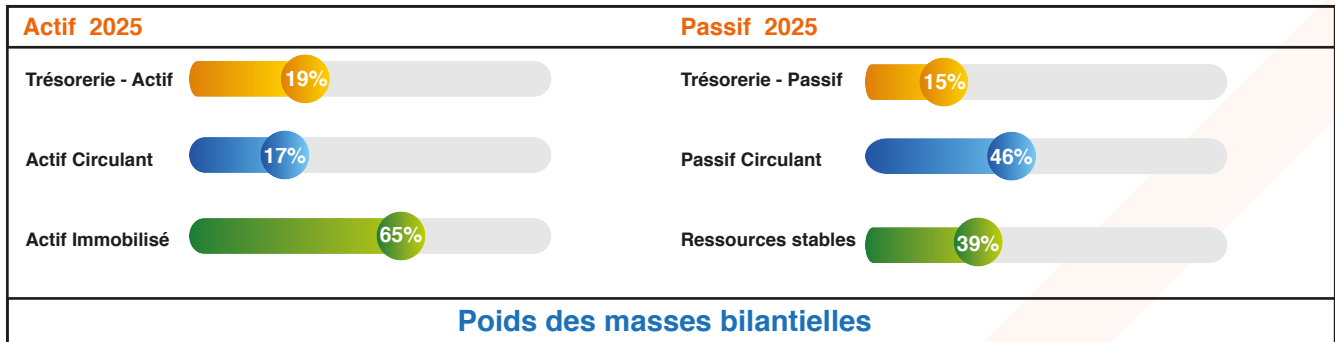 Actif 2025
Passif 2025
Trésorerie - Actif 19%
Trésorerie - Passif 15%
Actif Circulant 17%
Passif Circulant 46%
Actif Immobilisé 65%
Ressources stables 39%
Poids des masses bilantielles